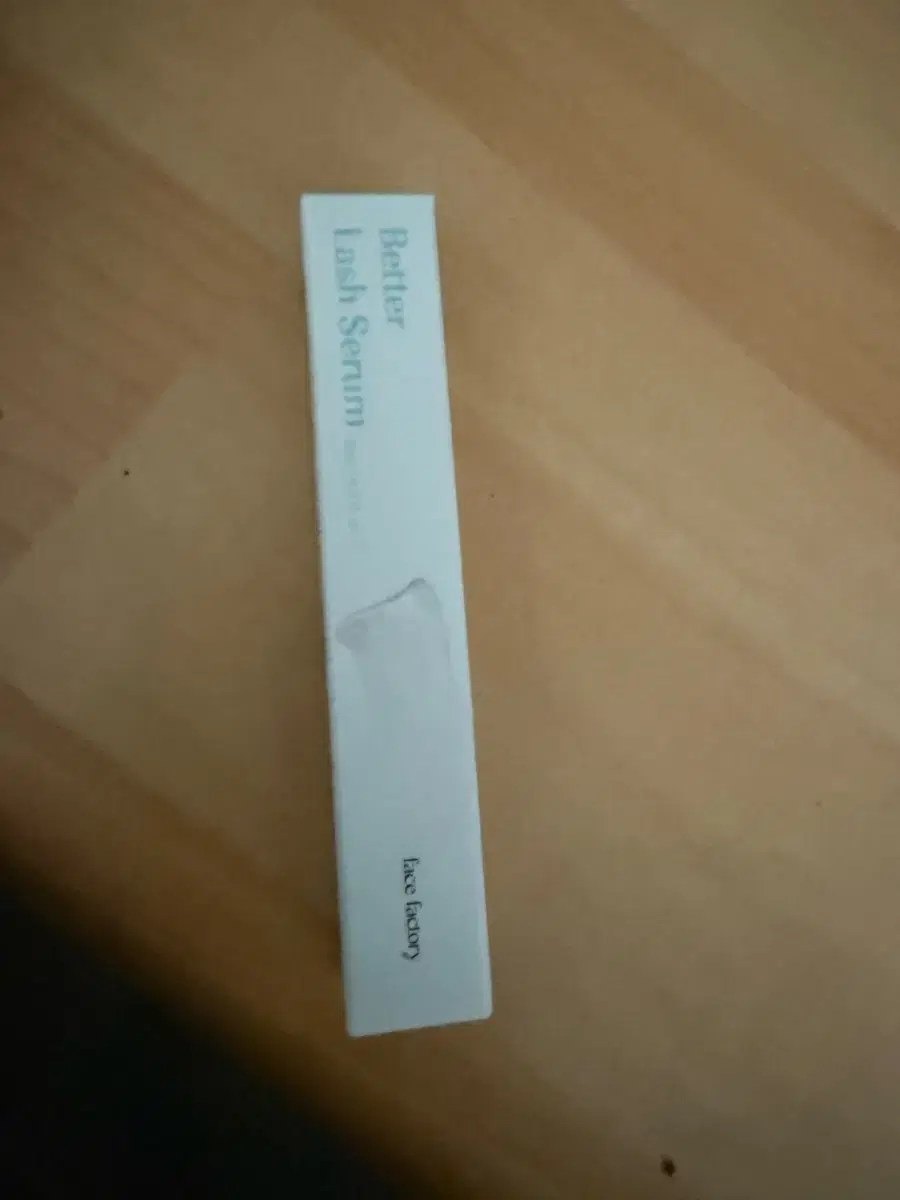 Better
Lash Serum
face factory